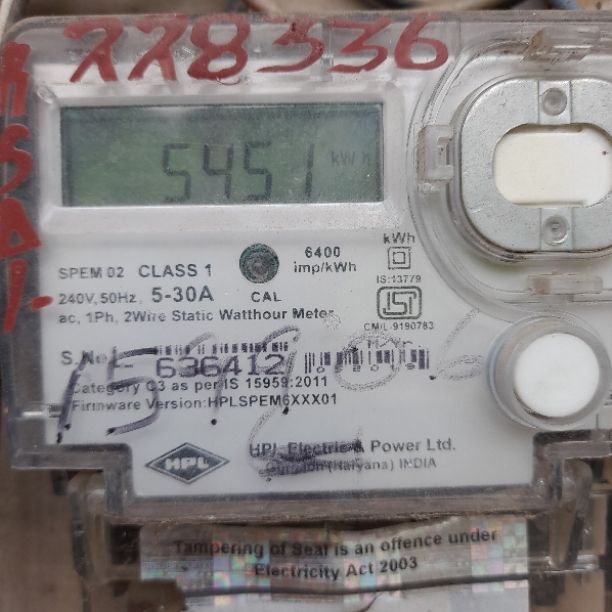 228336
5451 kWh
kWh
6400
imp/kWh
SPEM 02 CLASS 1
IS:13779
240V, 50Hz, 5-30A
CAL
ac, 1Ph, 2Wire Static Watthour Meter
CM/L-9190783
S.No.
636412
Category C3 as per IS 15959:2011
Firmware Version:HPLSPEM6XXX01
HPL
HPL Electric & Power Ltd.
Gurgaon (Haryana) INDIA
Tampering of Seal is an offence under
Electricity Act 2003